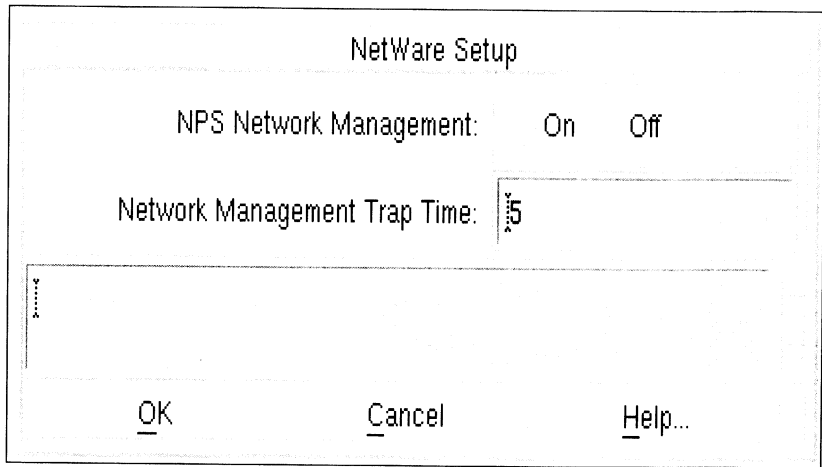 NetWare Setup
NPS Network Management: On Off
Network Management Trap Time: 5
OK Cancel Help...